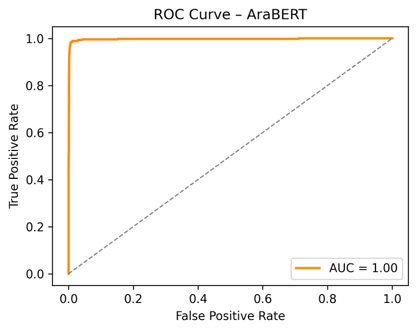 ROC Curve – AraBERT
True Positive Rate
1.0
0.8
0.6
0.4
0.2
0.0
AUC = 1.00
0.0 0.2 0.4 0.6 0.8 1.0
False Positive Rate